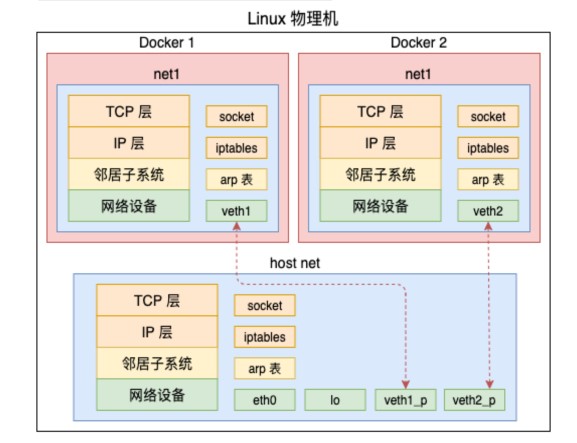 Linux 物理机
Docker 1
Docker 2
net1
net1
TCP 层
socket
IP 层
iptables
邻居子系统
arp 表
网络设备
veth1
TCP 层
socket
IP 层
iptables
邻居子系统
arp 表
网络设备
veth2
host net
TCP 层
socket
IP 层
iptables
邻居子系统
arp 表
网络设备
eth0
lo
veth1_p
veth2_p